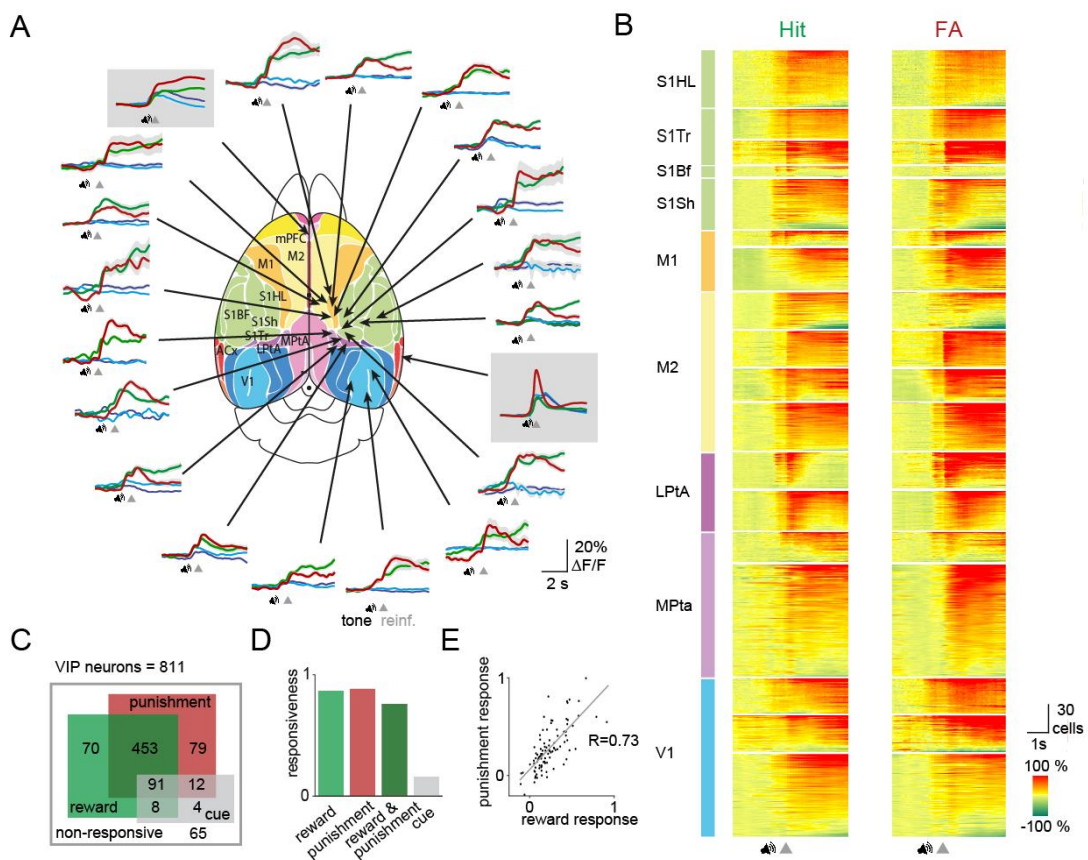 A
mPFC
M1
M2
S1HL
S1BF
S1Sh
S1Tr
ACx
LPtA
MPtA
V1
20%
ΔF/F
2 s
tone reinf.
B
Hit FA
S1HL
S1Tr
S1Bf
S1Sh
M1
M2
LPtA
MPta
V1
30
cells
1s
100 %
-100 %
C
VIP neurons = 811
punishment
70 453 79
91 12
reward 8 4 cue
non-responsive 65
D
responsiveness
1
0
reward
punishment
reward &
punishment
cue
E
punishment response
1
0
R=0.73
0 1
reward response